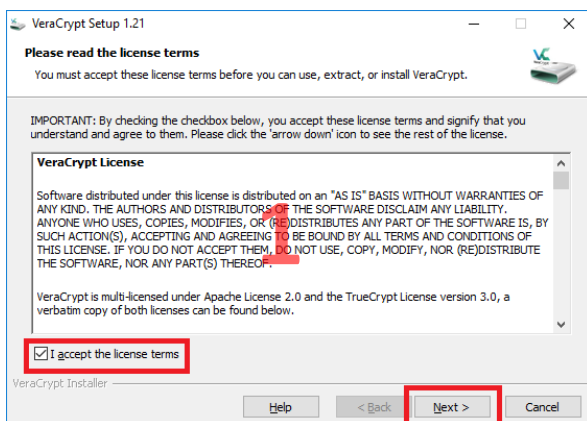 VeraCrypt Setup 1.21
Please read the license terms
You must accept these license terms before you can use, extract, or install VeraCrypt.
VC
IMPORTANT: By checking the checkbox below, you accept these license terms and signify that you
understand and agree to them. Please click the 'arrow down' icon to see the rest of the license.
VeraCrypt License
Software distributed under this license is distributed on an "AS IS" BASIS WITHOUT WARRANTIES OF
ANY KIND. THE AUTHORS AND DISTRIBUTORS OF THE SOFTWARE DISCLAIM ANY LIABILITY.
ANYONE WHO USES, COPIES, MODIFIES, OR (RE)DISTRIBUTES ANY PART OF THE SOFTWARE IS, BY
SUCH ACTION(S), ACCEPTING AND AGREEING TO BE BOUND BY ALL TERMS AND CONDITIONS OF
THIS LICENSE. IF YOU DO NOT ACCEPT THEM, DO NOT USE, COPY, MODIFY, NOR (RE)DISTRIBUTE
THE SOFTWARE, NOR ANY PART(S) THEREOF.
1
VeraCrypt is multi-licensed under Apache License 2.0 and the TrueCrypt License version 3.0, a
verbatim copy of both licenses can be found below.
I accept the license terms
VeraCrypt Installer
Help
< Back
Next >
Cancel